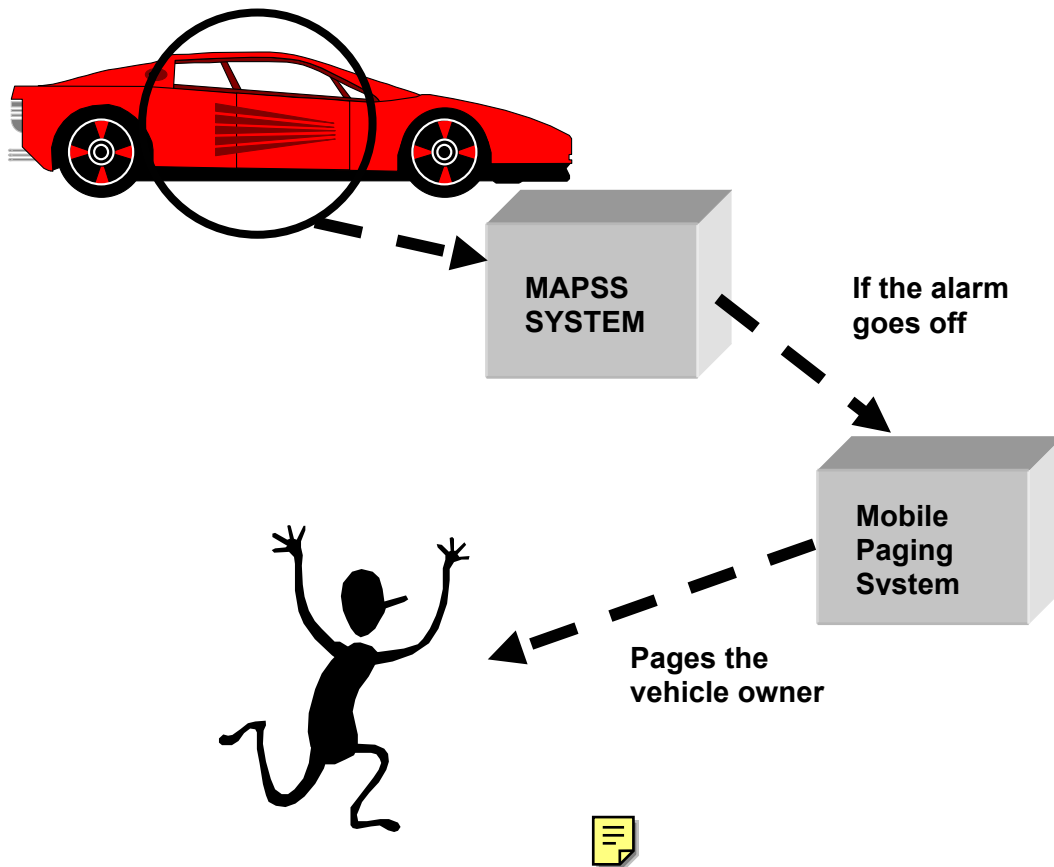 MAPSS
SYSTEM
If the alarm
goes off
Mobile
Paging
System
Pages the
vehicle owner